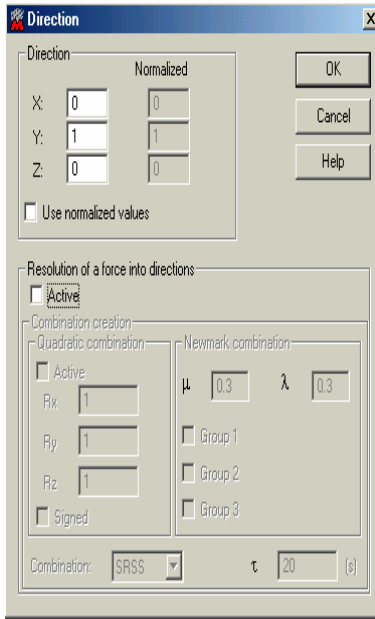 Direction
Direction
Normalized
X: 0 0
Y: 1 1
Z: 0 0
Use normalized values
OK
Cancel
Help
Resolution of a force into directions
Active
Combination creation
Quadratic combination
Active
Rx 1
Ry 1
Rz 1
Signed
Newmark combination
μ 0.3 λ 0.3
Group 1
Group 2
Group 3
Combination: SRSS τ 20 (s)